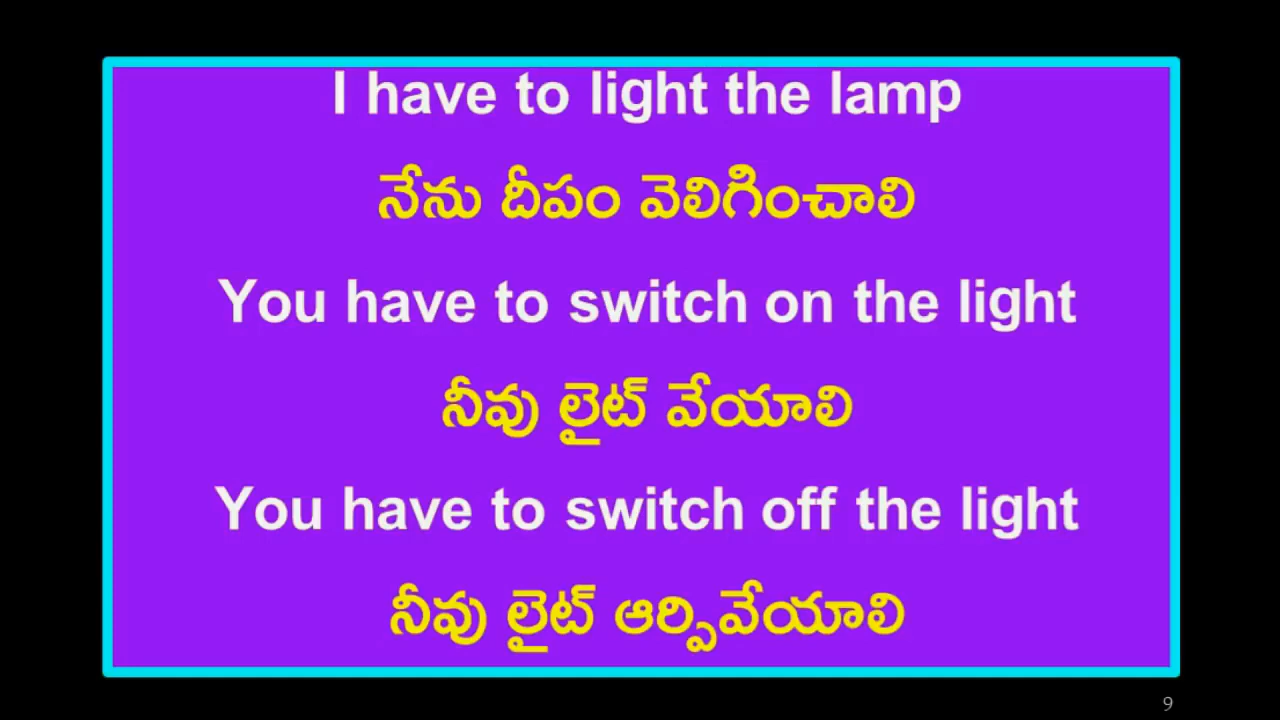 I have to light the lamp
నేను దీపం వెలిగించాలి
You have to switch on the light
నీవు లైట్ వేయాలి
You have to switch off the light
నీవు లైట్ ఆర్పివేయాలి
9